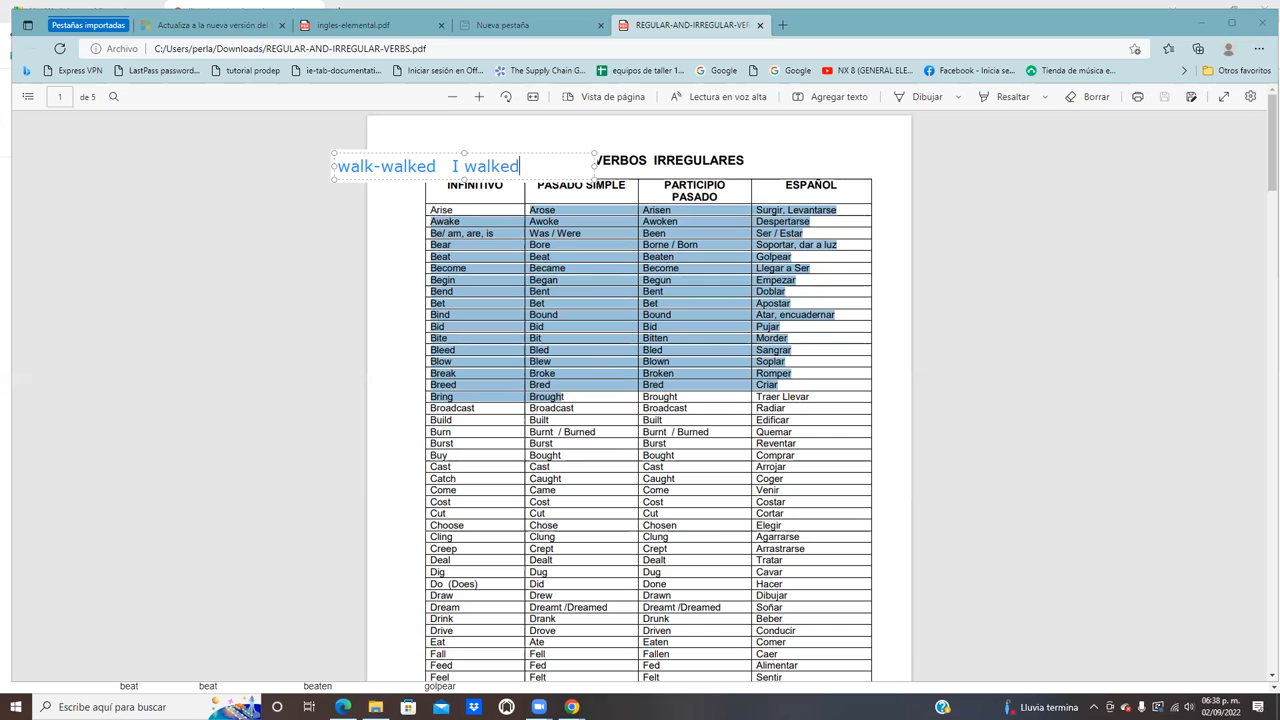 Pestañas importadas
Actualiza a la nueva versión del
ingles-elemental.pdf
Nueva pestaña
REGULAR-AND-IRREGULAR-VER
Archivo
C:/Users/perla/Downloads/REGULAR-AND-IRREGULAR-VERBS.pdf
Express VPN
LastPass password...
tutorial prodep
ie-tab-documentati...
Iniciar sesión en Off...
The Supply Chain G...
equipos de taller 1...
Google
Google
NX 8 (GENERAL ELE...
Facebook - Inicia se...
Tienda de música e...
Otros favoritos
1 de 5
Vista de página
Lectura en voz alta
Agregar texto
Dibujar
Resaltar
Borrar
walk-walked I walked
VERBOS IRREGULARES
INFINITIVO PASADO SIMPLE PARTICIPIO PASADO ESPAÑOL
Arise Arose Arisen Surgir, Levantarse
Awake Awoke Awoken Despertarse
Be/ am, are, is Was / Were Been Ser / Estar
Bear Bore Borne / Born Soportar, dar a luz
Beat Beat Beaten Golpear
Become Became Become Llegar a Ser
Begin Began Begun Empezar
Bend Bent Bent Doblar
Bet Bet Bet Apostar
Bind Bound Bound Atar, encuadernar
Bid Bid Bid Pujar
Bite Bit Bitten Morder
Bleed Bled Bled Sangrar
Blow Blew Blown Soplar
Break Broke Broken Romper
Breed Bred Bred Criar
Bring Brought Brought Traer Llevar
Broadcast Broadcast Broadcast Radiar
Build Built Built Edificar
Burn Burnt / Burned Burnt / Burned Quemar
Burst Burst Burst Reventar
Buy Bought Bought Comprar
Cast Cast Cast Arrojar
Catch Caught Caught Coger
Come Came Come Venir
Cost Cost Cost Costar
Cut Cut Cut Cortar
Choose Chose Chosen Elegir
Cling Clung Clung Agarrarse
Creep Crept Crept Arrastrarse
Deal Dealt Dealt Tratar
Dig Dug Dug Cavar
Do (Does) Did Done Hacer
Draw Drew Drawn Dibujar
Dream Dreamt /Dreamed Dreamt /Dreamed Soñar
Drink Drank Drunk Beber
Drive Drove Driven Conducir
Eat Ate Eaten Comer
Fall Fell Fallen Caer
Feed Fed Fed Alimentar
Feel Felt Felt Sentir
beat beat beaten golpear
Escribe aquí para buscar
Lluvia termina
06:38 p. m.
02/09/2022